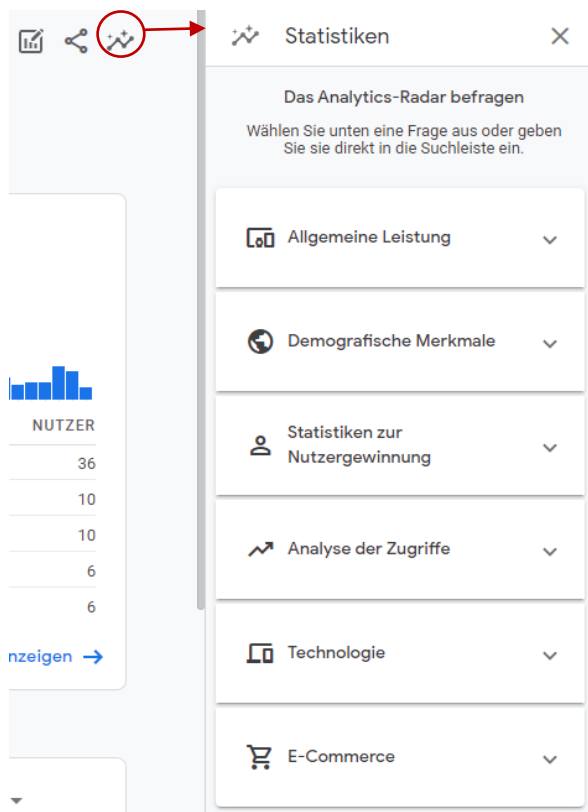 Statistiken
Das Analytics-Radar befragen
Wählen Sie unten eine Frage aus oder geben
Sie sie direkt in die Suchleiste ein.
Allgemeine Leistung
Demografische Merkmale
Statistiken zur
Nutzergewinnung
Analyse der Zugriffe
Technologie
E-Commerce
NUTZER
36
10
10
6
6
nzeigen